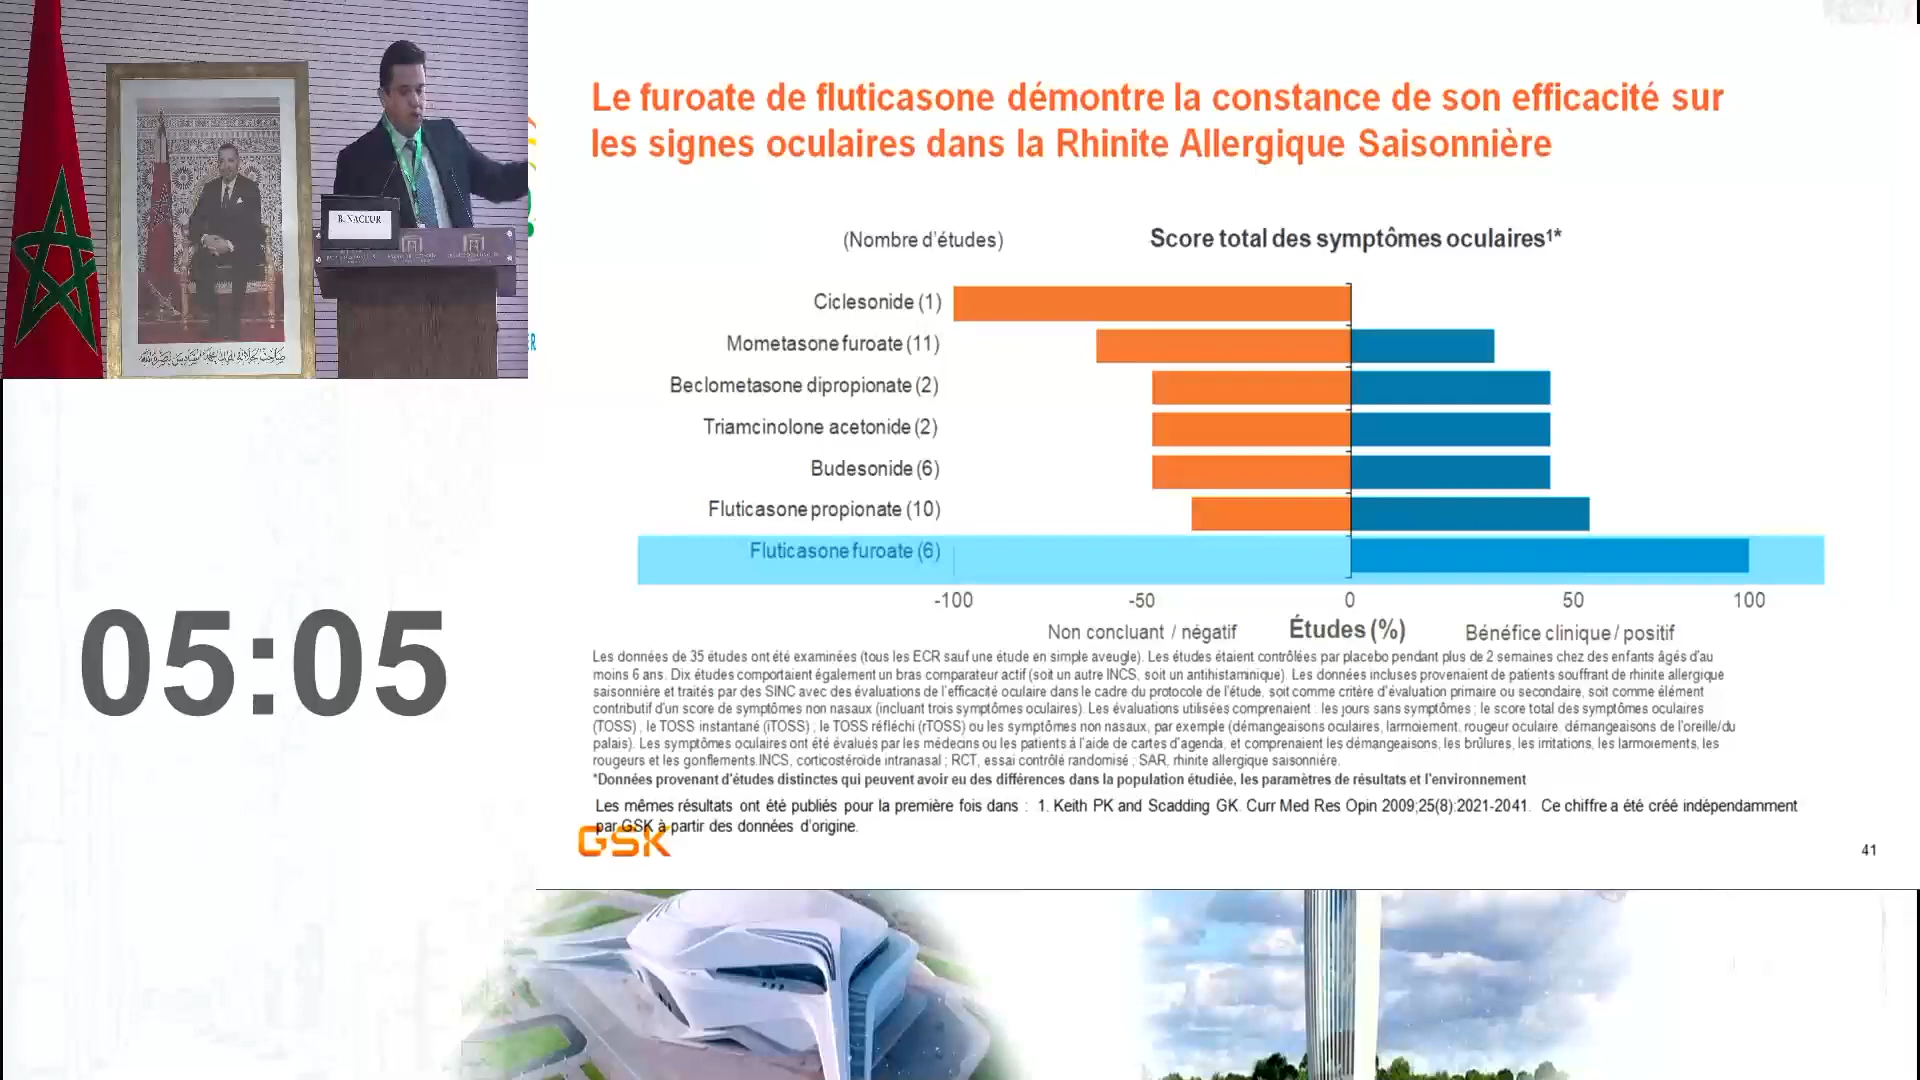 B. NACEUR
05:05
Le furoate de fluticasone démontre la constance de son efficacité sur
les signes oculaires dans la Rhinite Allergique Saisonnière
(Nombre d'études)
Score total des symptômes oculaires¹*
Ciclesonide (1)
Mometasone furoate (11)
Beclometasone dipropionate (2)
Triamcinolone acetonide (2)
Budesonide (6)
Fluticasone propionate (10)
Fluticasone furoate (6)
-100 -50 0 50 100
Non concluant / négatif Études (%) Bénéfice clinique / positif
Les données de 35 études ont été examinées (tous les ECR sauf une étude en simple aveugle). Les études étaient contrôlées par placebo pendant plus de 2 semaines chez des enfants âgés d'au
moins 6 ans. Dix études comportaient également un bras comparateur actif (soit un autre INCS, soit un antihistaminique). Les données incluses provenaient de patients souffrant de rhinite allergique
saisonnière et traités par des SINC avec des évaluations de l'efficacité oculaire dans le cadre du protocole de l'étude, soit comme critère d'évaluation primaire ou secondaire, soit comme élément
contributif d'un score de symptômes non nasaux (incluant trois symptômes oculaires). Les évaluations utilisées comprenaient : les jours sans symptômes ; le score total des symptômes oculaires
(TOSS) ; le TOSS instantané (iTOSS) ; le TOSS réfléchi (rTOSS) ou les symptômes non nasaux, par exemple (démangeaisons oculaires, larmoiement, rougeur oculaire, démangeaisons de l'oreille/du
palais). Les symptômes oculaires ont été évalués par les médecins ou les patients à l'aide de cartes d'agenda, et comprenaient les démangeaisons, les brûlures, les irritations, les larmoiements, les
rougeurs et les gonflements.INCS, corticostéroïde intranasal ; RCT, essai contrôlé randomisé ; SAR, rhinite allergique saisonnière.
*Données provenant d'études distinctes qui peuvent avoir eu des différences dans la population étudiée, les paramètres de résultats et l'environnement
Les mêmes résultats ont été publiés pour la première fois dans : 1. Keith PK and Scadding GK. Curr Med Res Opin 2009;25(8):2021-2041. Ce chiffre a été créé indépendamment
par GSK à partir des données d'origine.
GSK
41